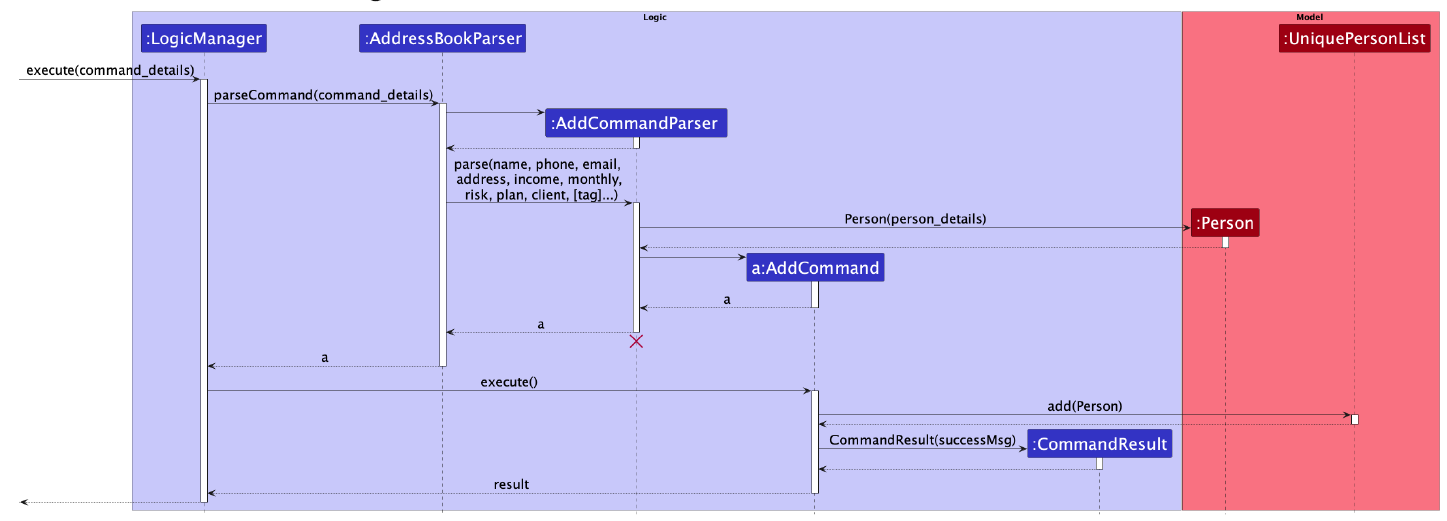 Logic
Model
:LogicManager
:AddressBookParser
:UniquePersonList
execute(command_details)
parseCommand(command_details)
:AddCommandParser
parse(name, phone, email,
address, income, monthly,
risk, plan, client, [tag]...)
Person(person_details)
:Person
a:AddCommand
a
a
a
execute()
add(Person)
CommandResult(successMsg)
:CommandResult
result